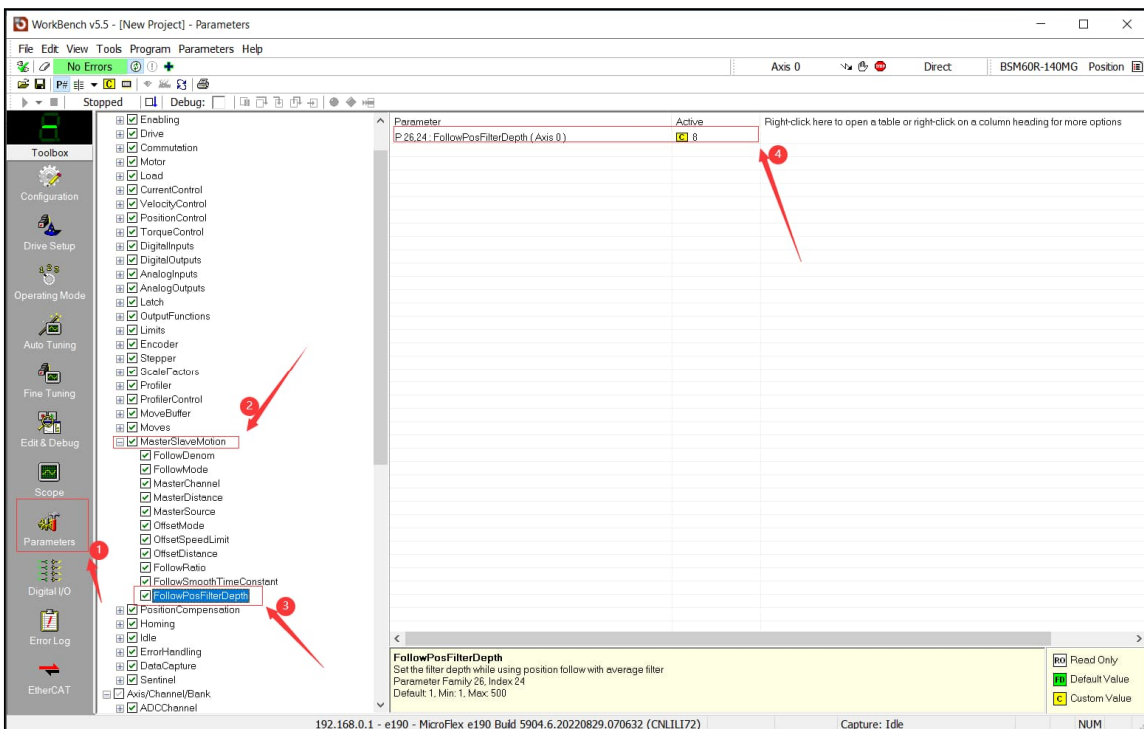 WorkBench v5.5 - [New Project] - Parameters
File Edit View Tools Program Parameters Help
No Errors
Axis 0
Direct
BSM60R-140MG Position
P#
C
Stopped
Debug:
Toolbox
Configuration
Drive Setup
Operating Mode
Auto Tuning
Fine Tuning
Edit & Debug
Scope
Parameters
1
Digital I/O
Error Log
EtherCAT
Enabling
Drive
Commutation
Motor
Load
CurrentControl
VelocityControl
PositionControl
TorqueControl
DigitalInputs
DigitalOutputs
AnalogInputs
AnalogOutputs
Latch
OutputFunctions
Limits
Encoder
Stepper
ScaleFactors
Profiler
ProfilerControl
2
MoveBuffer
Moves
MasterSlaveMotion
FollowDenom
FollowMode
MasterChannel
MasterDistance
MasterSource
OffsetMode
OffsetSpeedLimit
OffsetDistance
FollowRatio
FollowSmoothTimeConstant
FollowPosFilterDepth
3
PositionCompensation
Homing
Idle
ErrorHandling
DataCapture
Sentinel
Axis/Channel/Bank
ADCChannel
Parameter Active Right-click here to open a table or right-click on a column heading for more options
P:26,24 : FollowPosFilterDepth ( Axis 0 ) C 8
4
FollowPosFilterDepth
Set the filter depth while using position follow with average filter
Parameter Family 26, Index 24
Default: 1, Min: 1, Max: 500
RO Read Only
FD Default Value
C Custom Value
192.168.0.1 - e190 - MicroFlex e190 Build 5904.6.20220829.070632 (CNLILI72)
Capture: Idle
NUM